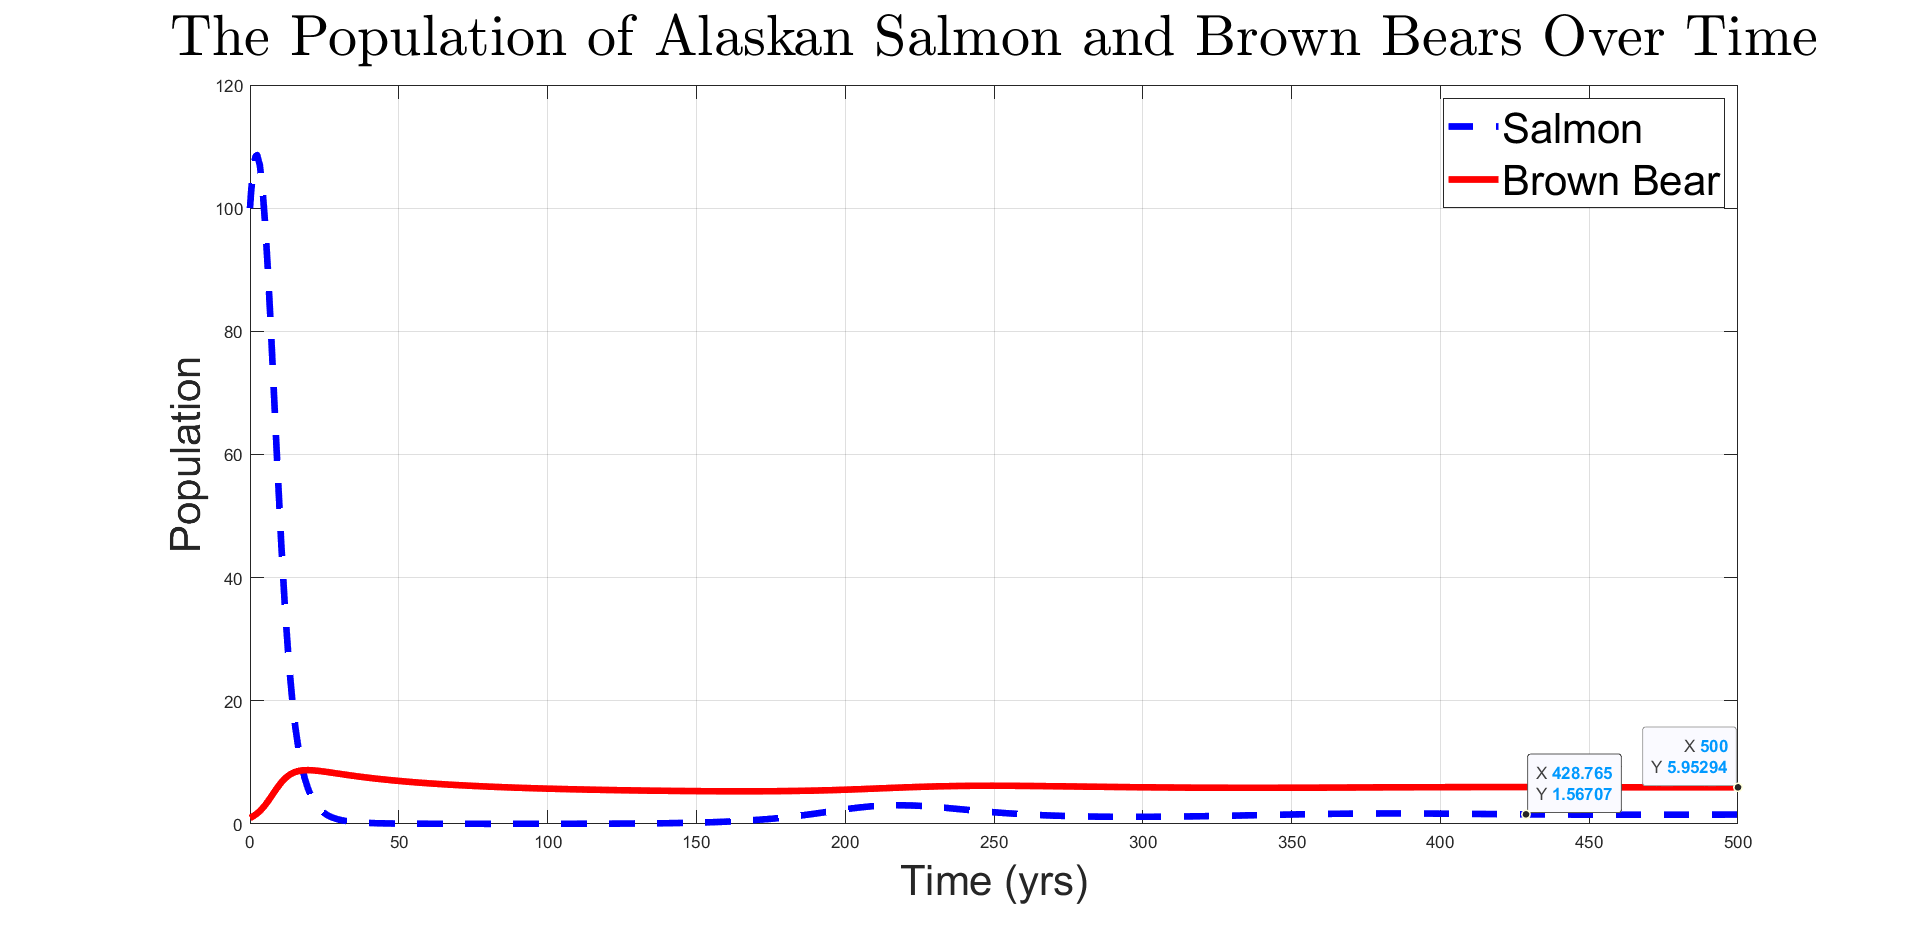 The Population of Alaskan Salmon and Brown Bears Over Time
120
100
80
60
40
20
0
Population
Salmon
Brown Bear
X 428.765
Y 1.56707
X 500
Y 5.95294
0 50 100 150 200 250 300 350 400 450 500
Time (yrs)